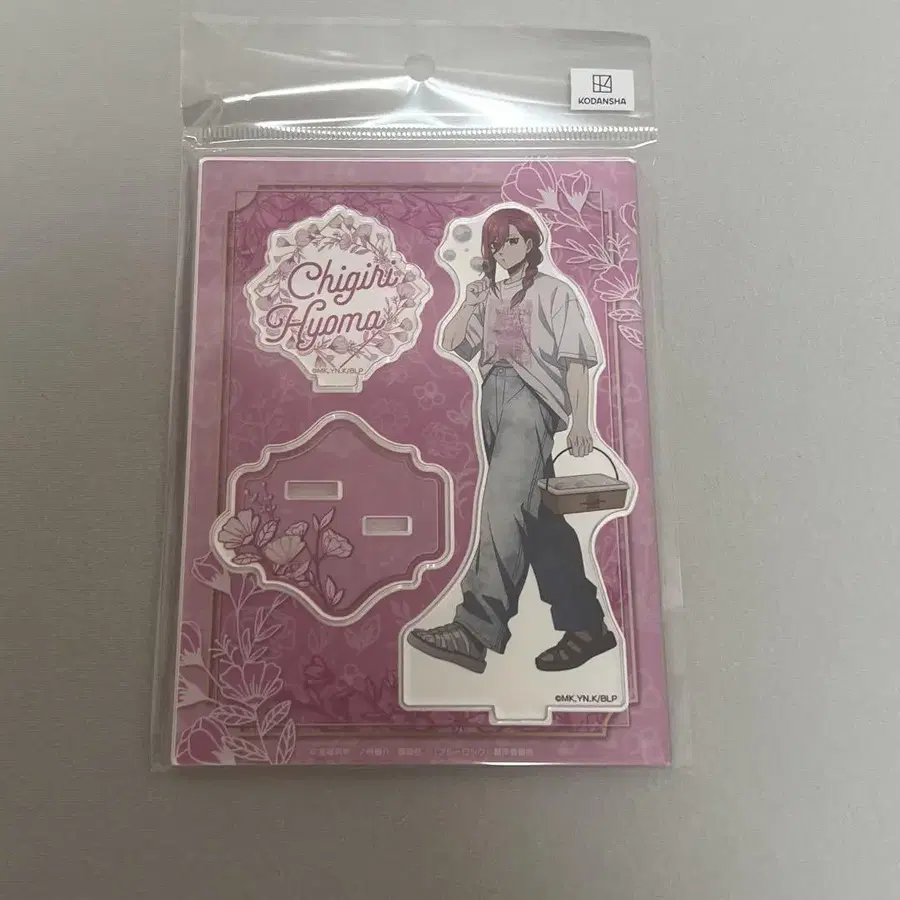 KODANSHA
Chigiri
Hyoma
©MK,YN.K/BLP
©MK,YN.K/BLP